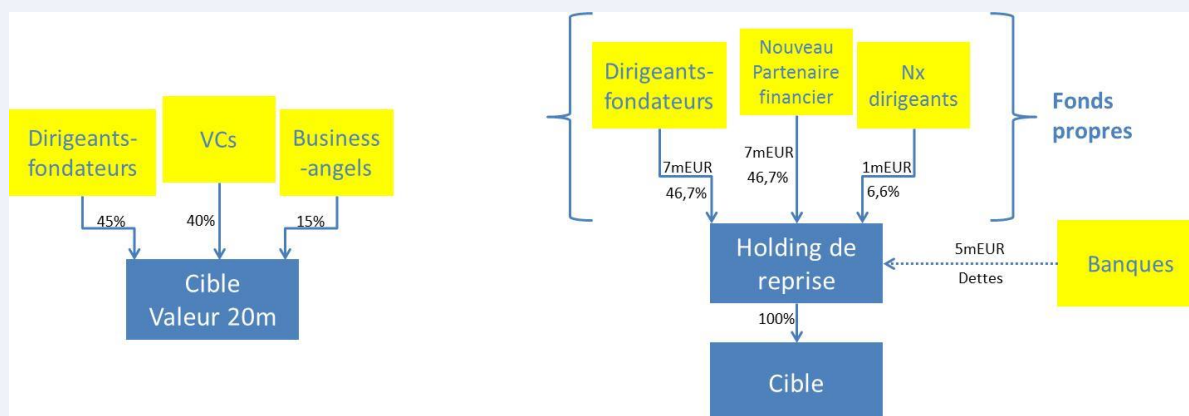 Dirigeants-
fondateurs
VCs
Business
-angels
45%
40%
15%
Cible
Valeur 20m
Dirigeants-
fondateurs
Nouveau
Partenaire
financier
Nx
dirigeants
Fonds
propres
7mEUR
46,7%
7mEUR
46,7%
1mEUR
6,6%
Holding de
reprise
5mEUR
Dettes
Banques
100%
Cible